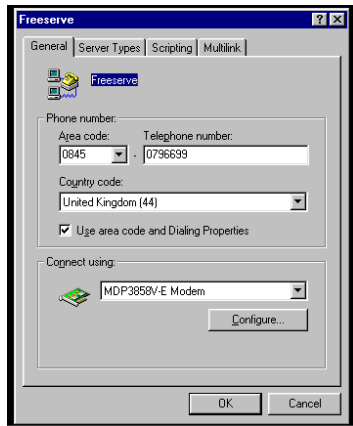 Freeserve
General Server Types Scripting Multilink
Freeserve
Phone number:
Area code: Telephone number:
0845 - 0796699
Country code:
United Kingdom (44)
Use area code and Dialing Properties
Connect using:
MDP3858V-E Modem
Configure...
OK Cancel